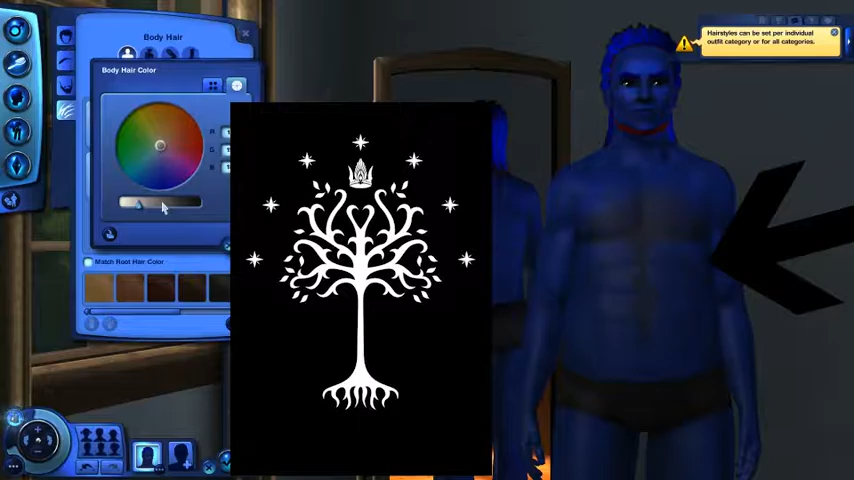 Body Hair
Hairstyles can be set per individual
outfit category or for all categories.
Body Hair Color
R
G
B
Match Root Hair Color